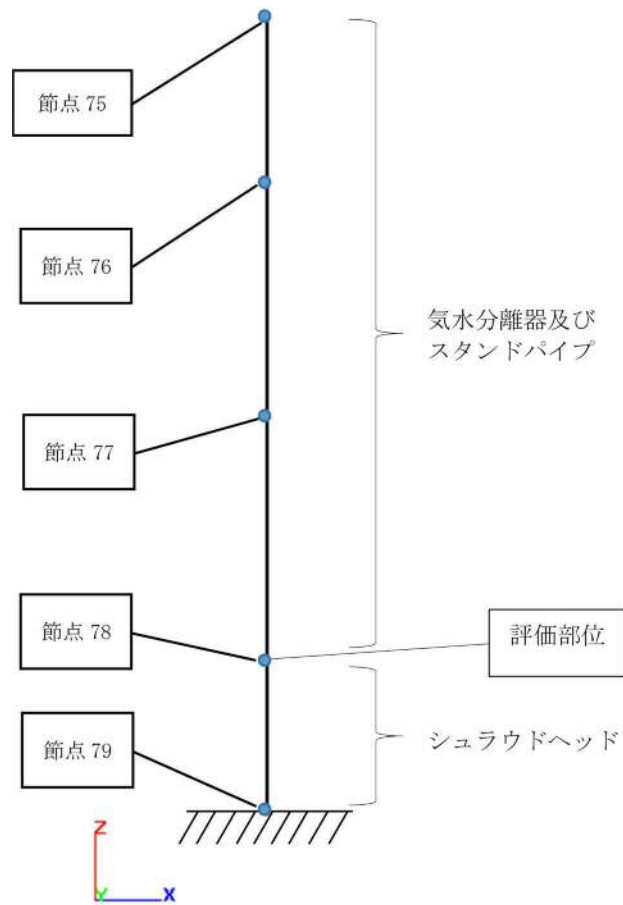 節点 75
節点 76
気水分離器及び
スタンドパイプ
節点 77
節点 78
評価部位
節点 79
シュラウドヘッド
Z
Y
X